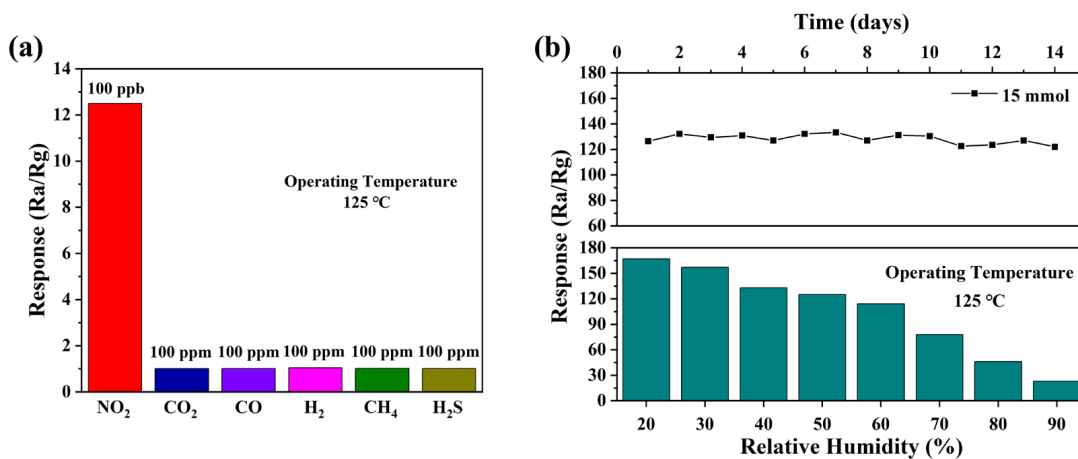 (a)
Response (Ra/Rg)
14
12
10
8
6
4
2
0
100 ppb
100 ppm
100 ppm
100 ppm
100 ppm
100 ppm
Operating Temperature
125 ℃
NO₂
CO₂
CO
H₂
CH₄
H₂S
(b)
Time (days)
0
2
4
6
8
10
12
14
Response (Ra/Rg)
180
160
140
120
100
80
60
15 mmol
180
150
120
90
60
30
0
Operating Temperature
125 ℃
20
30
40
50
60
70
80
90
Relative Humidity (%)